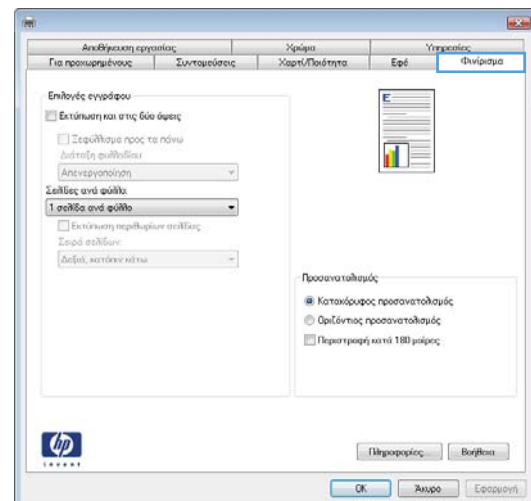 Αποθήκευση εργασίας Χρώμα Υπηρεσίες
Για προχωρημένους Συντομεύσεις Χαρτί/Ποιότητα Εφέ Φινίρισμα
Επιλογές εγγράφου
Εκτύπωση και στις δύο όψεις
Ξεφύλλισμα προς τα πάνω
Διάταξη φυλλαδίου
Απενεργοποίηση
Σελίδες ανά φύλλο
1 σελίδα ανά φύλλο
Εκτύπωση περιθωρίων σελίδας
Σειρά σελίδων:
Δεξιά, κατόπιν κάτω
E
Προσανατολισμός
Κατακόρυφος προσανατολισμός
Οριζόντιος προσανατολισμός
Περιστροφή κατά 180 μοίρες
hp
invent
Πληροφορίες... Βοήθεια
OK Άκυρο Εφαρμογή